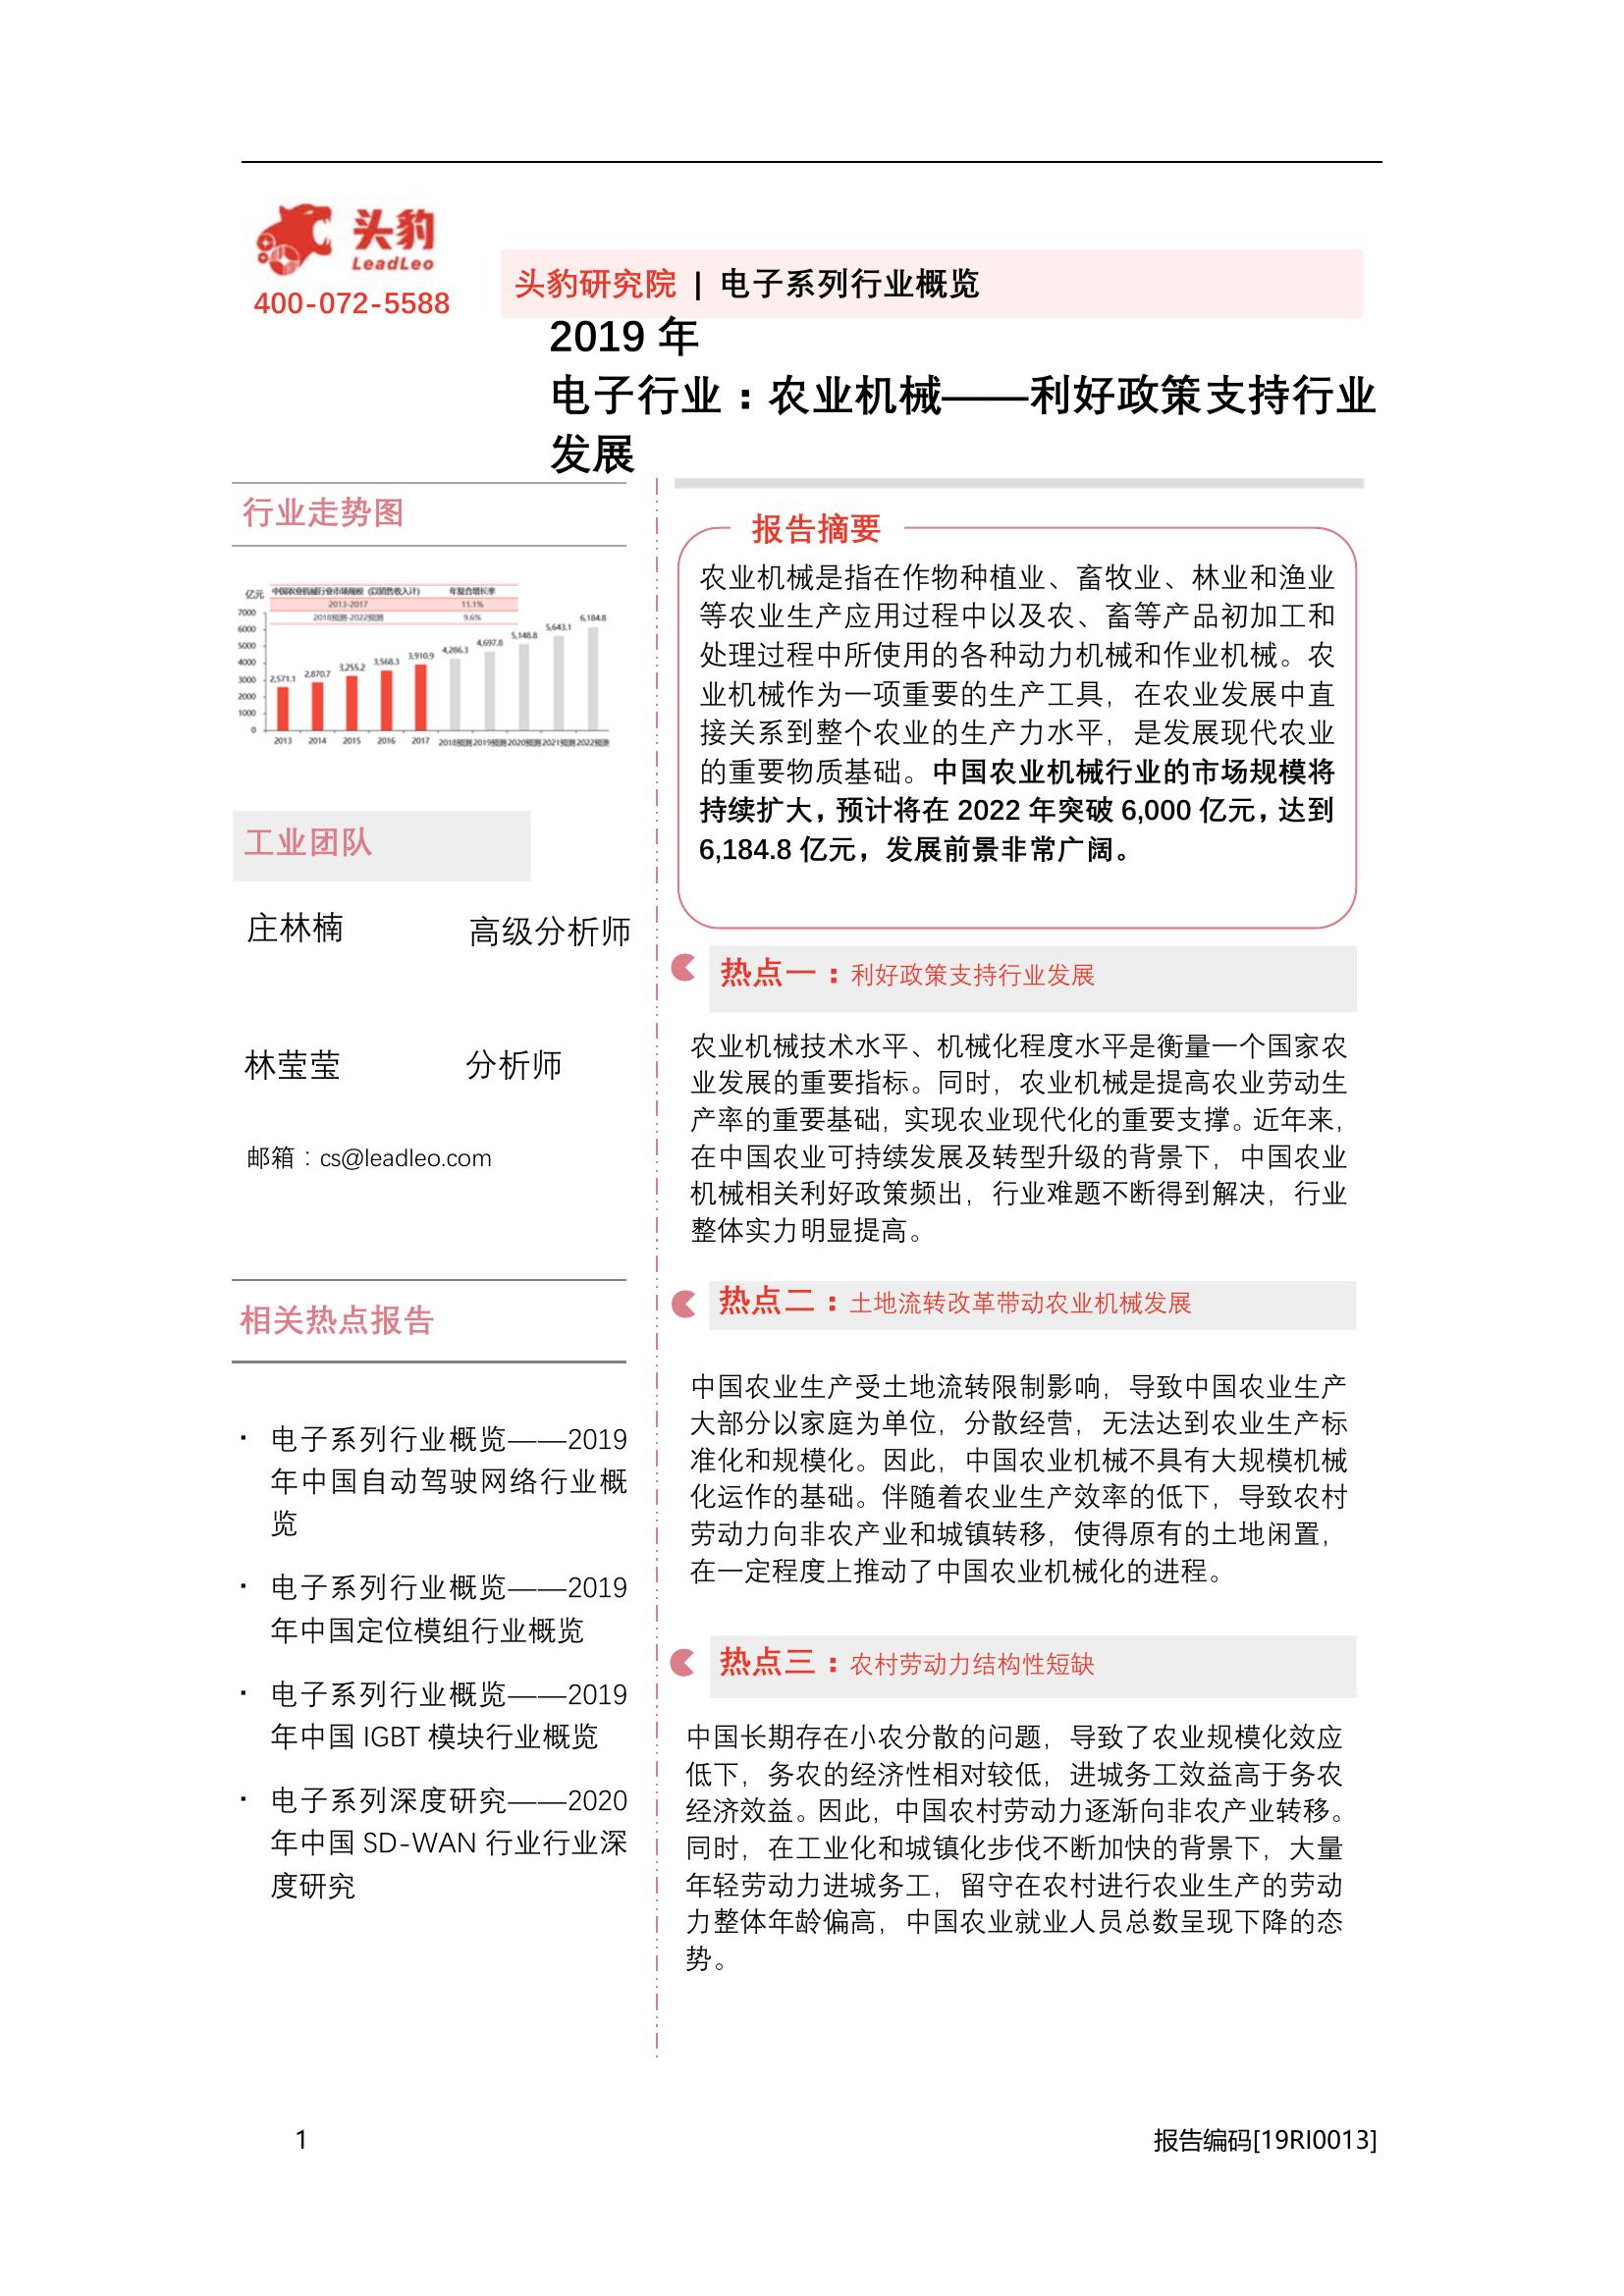 头豹
LeadLeo
400-072-5588
头豹研究院 | 电子系列行业概览
2019 年
电子行业：农业机械——利好政策支持行业
发展
行业走势图
亿元 中国农业机械行业市场规模（以销售收入计） 年复合增长率
2013-2017 11.1%
2018预测-2022预测 9.6%
7000
6000
5000
4000
3000
2000
1000
0
2,571.1 2,870.7 3,255.2 3,568.3 3,910.9 4,286.3 4,697.8 5,148.8 5,643.1 6,184.8
2013 2014 2015 2016 2017 2018预测 2019预测 2020预测 2021预测 2022预测
工业团队
庄林楠 高级分析师
林莹莹 分析师
邮箱：cs@leadleo.com
相关热点报告
· 电子系列行业概览——2019
年中国自动驾驶网络行业概
览
· 电子系列行业概览——2019
年中国定位模组行业概览
· 电子系列行业概览——2019
年中国 IGBT 模块行业概览
· 电子系列深度研究——2020
年中国 SD-WAN 行业行业深
度研究
报告摘要
农业机械是指在作物种植业、畜牧业、林业和渔业
等农业生产应用过程中以及农、畜等产品初加工和
处理过程中所使用的各种动力机械和作业机械。农
业机械作为一项重要的生产工具，在农业发展中直
接关系到整个农业的生产力水平，是发展现代农业
的重要物质基础。中国农业机械行业的市场规模将
持续扩大，预计将在 2022 年突破 6,000 亿元，达到
6,184.8 亿元，发展前景非常广阔。
热点一：利好政策支持行业发展
农业机械技术水平、机械化程度水平是衡量一个国家农
业发展的重要指标。同时，农业机械是提高农业劳动生
产率的重要基础，实现农业现代化的重要支撑。近年来，
在中国农业可持续发展及转型升级的背景下，中国农业
机械相关利好政策频出，行业难题不断得到解决，行业
整体实力明显提高。
热点二：土地流转改革带动农业机械发展
中国农业生产受土地流转限制影响，导致中国农业生产
大部分以家庭为单位，分散经营，无法达到农业生产标
准化和规模化。因此，中国农业机械不具有大规模机械
化运作的基础。伴随着农业生产效率的低下，导致农村
劳动力向非农产业和城镇转移，使得原有的土地闲置，
在一定程度上推动了中国农业机械化的进程。
热点三：农村劳动力结构性短缺
中国长期存在小农分散的问题，导致了农业规模化效应
低下，务农的经济性相对较低，进城务工效益高于务农
经济效益。因此，中国农村劳动力逐渐向非农产业转移。
同时，在工业化和城镇化步伐不断加快的背景下，大量
年轻劳动力进城务工，留守在农村进行农业生产的劳动
力整体年龄偏高，中国农业就业人员总数呈现下降的态
势。
1 报告编码[19RI0013]